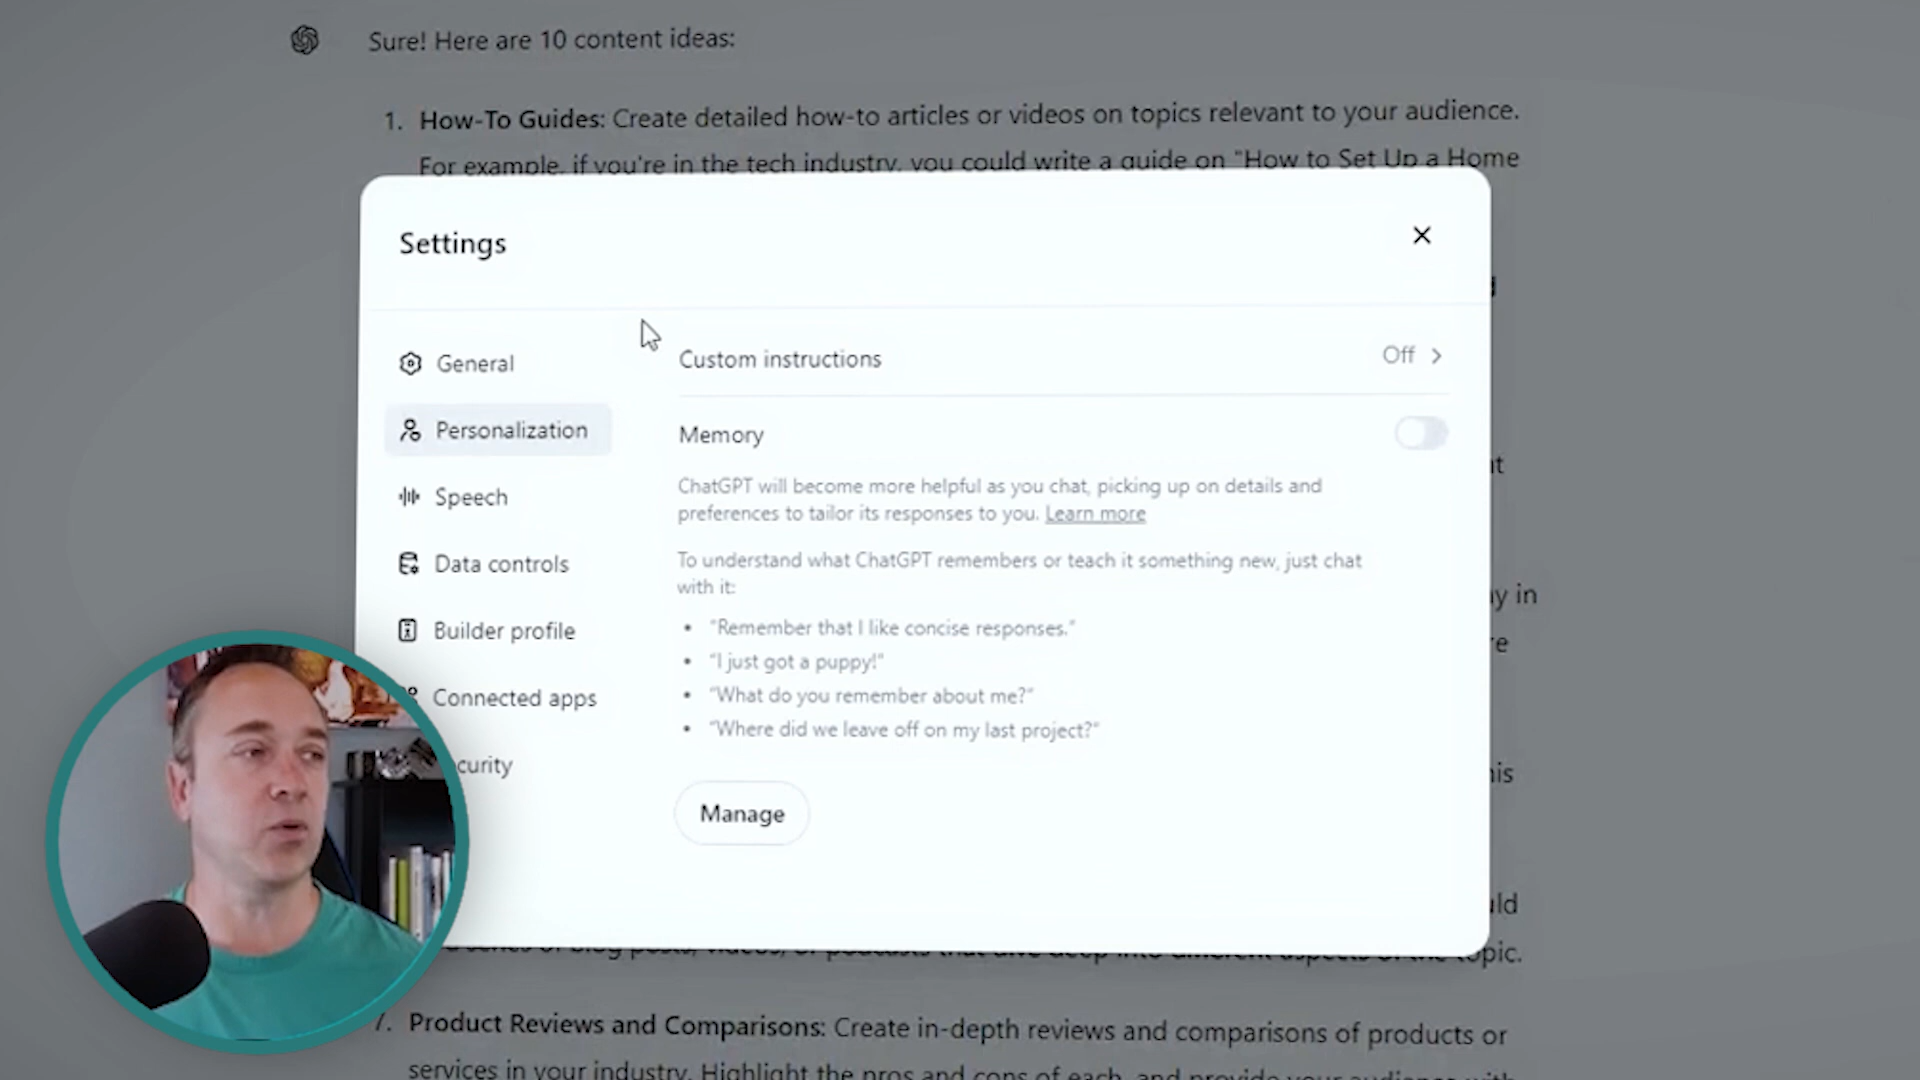 Sure! Here are 10 content ideas:
1. How-To Guides: Create detailed how-to articles or videos on topics relevant to your audience.
For example, if you're in the tech industry, you could write a guide on "How to Set Up a Home
Settings
General
Personalization
Speech
Data controls
Builder profile
Connected apps
curity
Custom instructions
Off
Memory
ChatGPT will become more helpful as you chat, picking up on details and
preferences to tailor its responses to you. Learn more
To understand what ChatGPT remembers or teach it something new, just chat
with it:
• "Remember that I like concise responses."
• "I just got a puppy!"
• "What do you remember about me?"
• "Where did we leave off on my last project?"
Manage
in
topic.
7. Product Reviews and Comparisons: Create in-depth reviews and comparisons of products or
services in your industry. Highlight the pros and cons of each, and provide your audience with